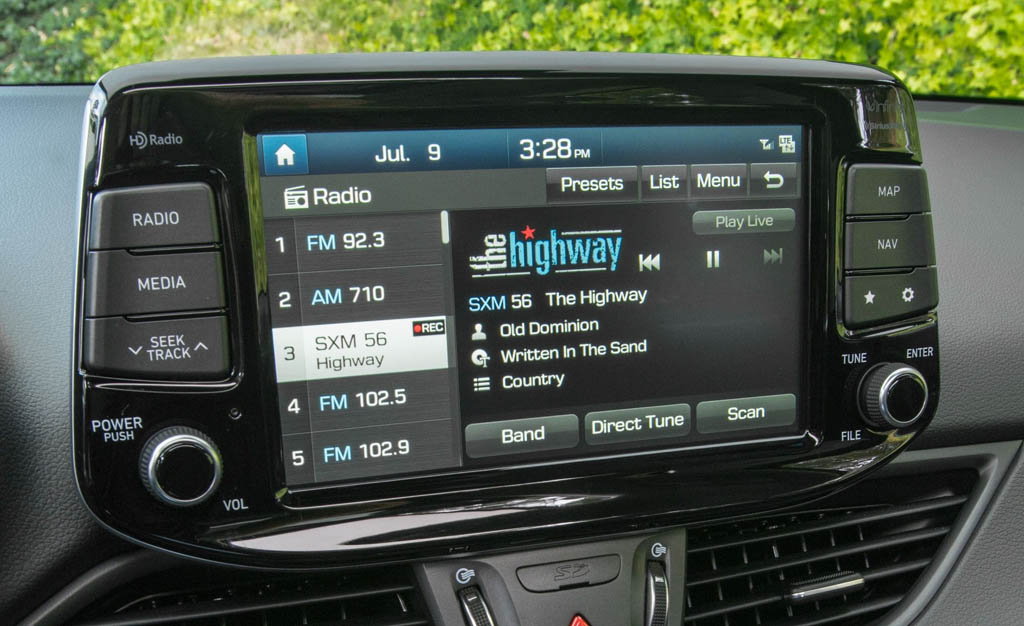 HD Radio
RADIO
MEDIA
SEEK
TRACK
POWER
PUSH
VOL
Jul. 9
3:28 PM
LTE
Radio
Presets
List
Menu
1 FM 92.3
2 AM 710
3 SXM 56
Highway
REC
4 FM 102.5
5 FM 102.9
Play Live
the highway
SXM 56 The Highway
Old Dominion
Written In The Sand
Country
Band
Direct Tune
Scan
MAP
NAV
TUNE
ENTER
FILE